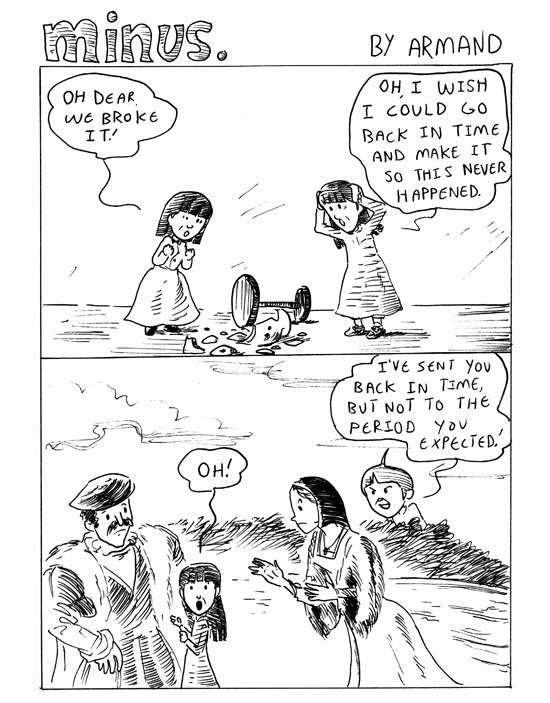 minus.
BY ARMAND
OH DEAR,
WE BROKE
IT!
OH, I WISH
I COULD GO
BACK IN TIME
AND MAKE IT
SO THIS NEVER
HAPPENED.
I'VE SENT YOU
BACK IN TIME,
BUT NOT TO THE
PERIOD YOU
EXPECTED!
OH!